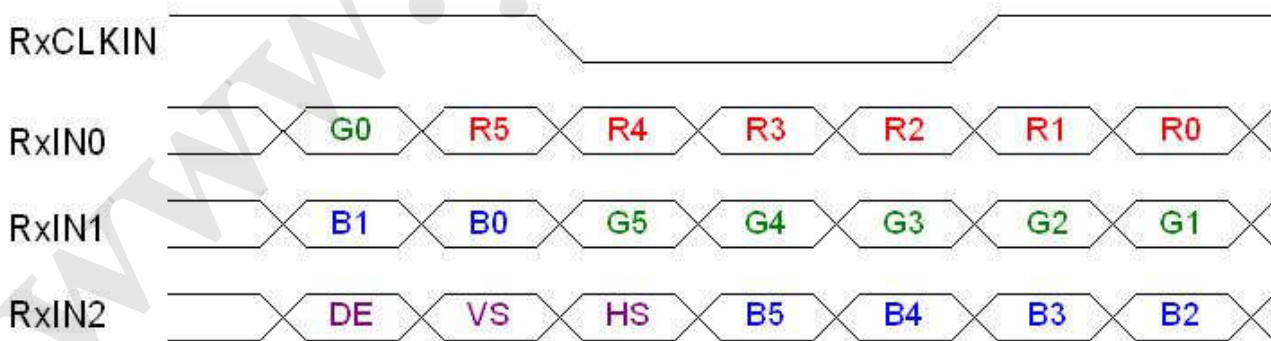 RxCLKIN
RxIN0 G0 R5 R4 R3 R2 R1 R0
RxIN1 B1 B0 G5 G4 G3 G2 G1
RxIN2 DE VS HS B5 B4 B3 B2
www.